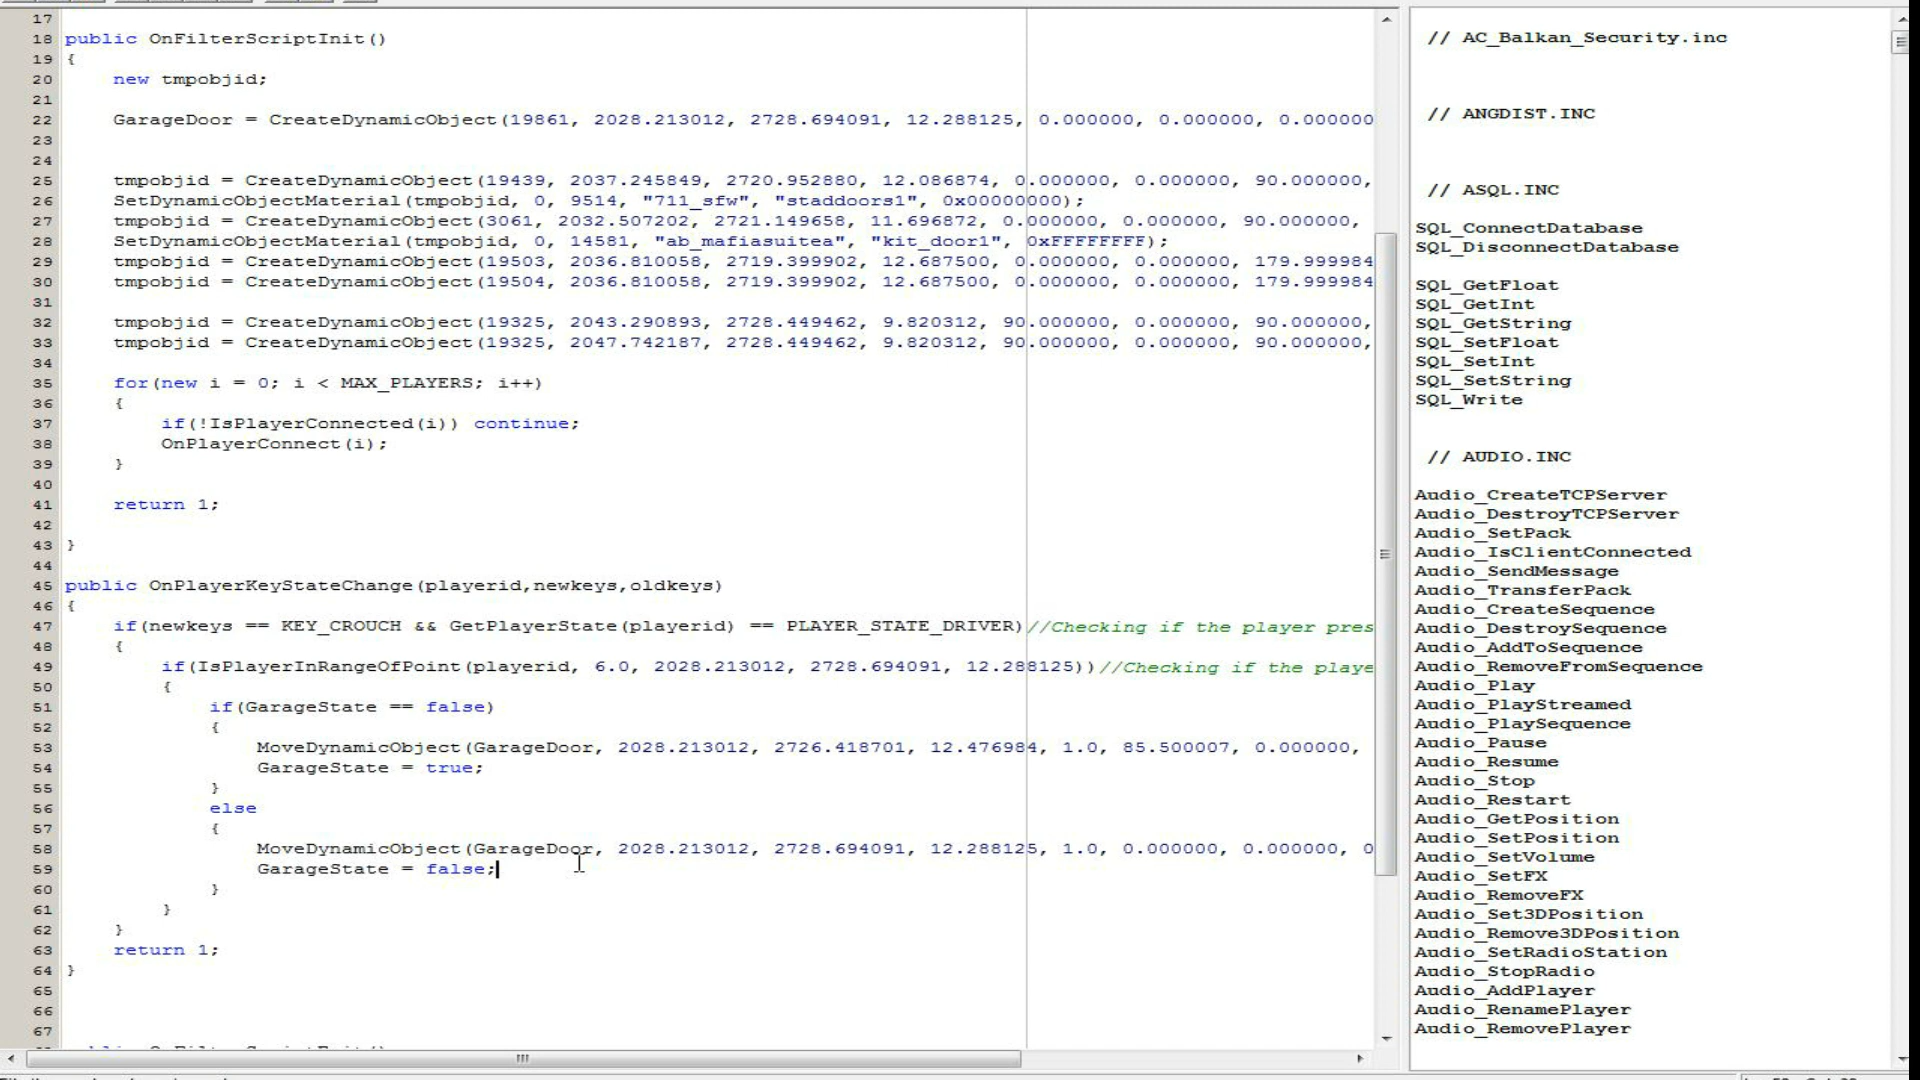 17
18 public OnFilterScriptInit()
19 {
20 new tmpobjid;
21
22 GarageDoor = CreateDynamicObject(19861, 2028.213012, 2728.694091, 12.288125, 0.000000, 0.000000, 0.000000
23
24
25 tmpobjid = CreateDynamicObject(19439, 2037.245849, 2720.952880, 12.086874, 0.000000, 0.000000, 90.000000,
26 SetDynamicObjectMaterial(tmpobjid, 0, 9514, "711_sfw", "staddoors1", 0x00000000);
27 tmpobjid = CreateDynamicObject(3061, 2032.507202, 2721.149658, 11.696872, 0.000000, 0.000000, 90.000000,
28 SetDynamicObjectMaterial(tmpobjid, 0, 14581, "ab_mafiasuitea", "kit_door1", 0xFFFFFFFF);
29 tmpobjid = CreateDynamicObject(19503, 2036.810058, 2719.399902, 12.687500, 0.000000, 0.000000, 179.999984
30 tmpobjid = CreateDynamicObject(19504, 2036.810058, 2719.399902, 12.687500, 0.000000, 0.000000, 179.999984
31
32 tmpobjid = CreateDynamicObject(19325, 2043.290893, 2728.449462, 9.820312, 90.000000, 0.000000, 90.000000,
33 tmpobjid = CreateDynamicObject(19325, 2047.742187, 2728.449462, 9.820312, 90.000000, 0.000000, 90.000000,
34
35 for(new i = 0; i < MAX_PLAYERS; i++)
36 {
37 if(!IsPlayerConnected(i)) continue;
38 OnPlayerConnect(i);
39 }
40
41 return 1;
42
43 }
44
45 public OnPlayerKeyStateChange(playerid,newkeys,oldkeys)
46 {
47 if(newkeys == KEY_CROUCH && GetPlayerState(playerid) == PLAYER_STATE_DRIVER)//Checking if the player pres
48 {
49 if(IsPlayerInRangeOfPoint(playerid, 6.0, 2028.213012, 2728.694091, 12.288125))//Checking if the playe
50 {
51 if(GarageState == false)
52 {
53 MoveDynamicObject(GarageDoor, 2028.213012, 2726.418701, 12.476984, 1.0, 85.500007, 0.000000,
54 GarageState = true;
55 }
56 else
57 {
58 MoveDynamicObject(GarageDoor, 2028.213012, 2728.694091, 12.288125, 1.0, 0.000000, 0.000000, 0
59 GarageState = false;
60 }
61 }
62 }
63 return 1;
64 }
65
66
67
// AC_Balkan_Security.inc
// ANGDIST.INC
// ASQL.INC
SQL_ConnectDatabase
SQL_DisconnectDatabase
SQL_GetFloat
SQL_GetInt
SQL_GetString
SQL_SetFloat
SQL_SetInt
SQL_SetString
SQL_Write
// AUDIO.INC
Audio_CreateTCPServer
Audio_DestroyTCPServer
Audio_SetPack
Audio_IsClientConnected
Audio_SendMessage
Audio_TransferPack
Audio_CreateSequence
Audio_DestroySequence
Audio_AddToSequence
Audio_RemoveFromSequence
Audio_Play
Audio_PlayStreamed
Audio_PlaySequence
Audio_Pause
Audio_Resume
Audio_Stop
Audio_Restart
Audio_GetPosition
Audio_SetPosition
Audio_SetVolume
Audio_SetFX
Audio_RemoveFX
Audio_Set3DPosition
Audio_Remove3DPosition
Audio_SetRadioStation
Audio_StopRadio
Audio_AddPlayer
Audio_RenamePlayer
Audio_RemovePlayer